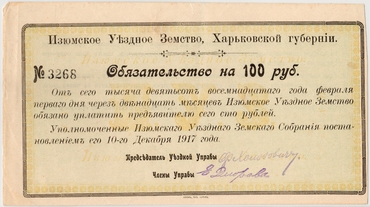 Изюмское Уѣздное Земство, Харьковской губерніи.
№ 3268 Обязательство на 100 руб.
Отъ сего тысяча девятьсотъ восемнадцатаго года февраля
перваго дня черезъ двѣнадцать мѣсяцевъ Изюмское Уѣздное Земство
обязано уплатить предъявителю сего сто рублей.
Уполномоченные Изюмскаго Уѣзднаго Земскаго Собранія поста-
новленіемъ его 10-го Декабря 1917 года.
Предсѣдатель Уѣздной Управы
Члены Управы